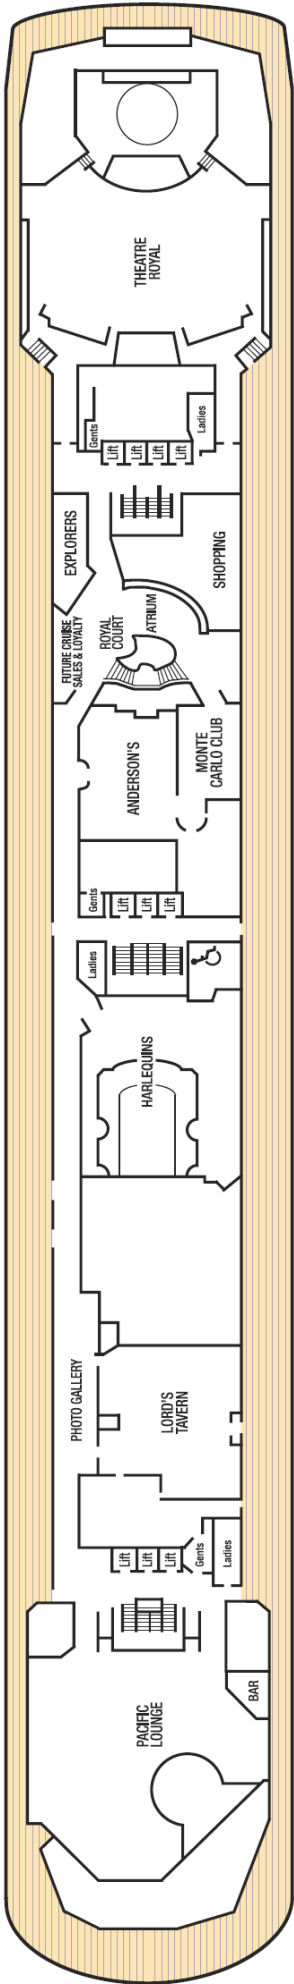 THEATRE
ROYAL
Gents
Lift
Lift
Lift
Lift
Ladies
EXPLORERS
SHOPPING
FUTURE CRUISE
SALES & LOYALTY
ROYAL
COURT
ATRIUM
ANDERSON'S
MONTE
CARLO CLUB
Gents
Lift
Lift
Lift
Ladies
HARLEQUINS
PHOTO GALLERY
LORD'S
TAVERN
Lift
Lift
Lift
Gents
Ladies
BAR
PACIFIC
LOUNGE